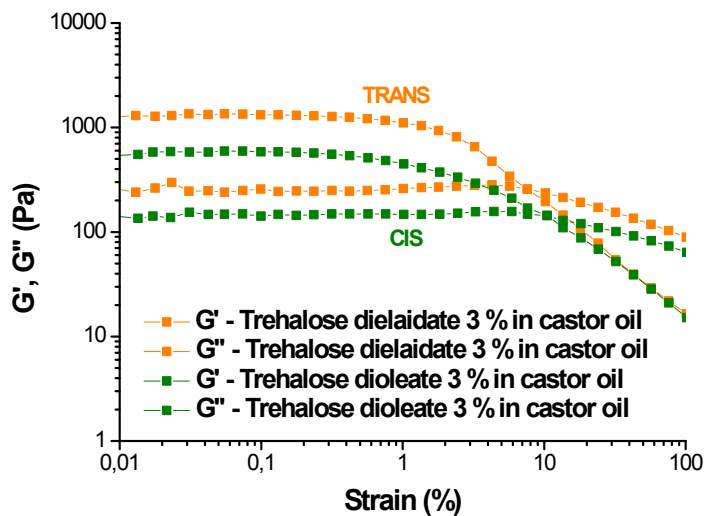 10000
1000
100
10
1
G', G" (Pa)
TRANS
CIS
G' - Trehalose dielaidate 3 % in castor oil
G" - Trehalose dielaidate 3 % in castor oil
G' - Trehalose dioleate 3 % in castor oil
G" - Trehalose dioleate 3 % in castor oil
0,01 0,1 1 10 100
Strain (%)